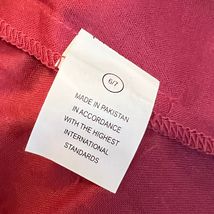 6/7
MADE IN PAKISTAN
IN ACCORDANCE
WITH THE HIGHEST
INTERNATIONAL
STANDARDS